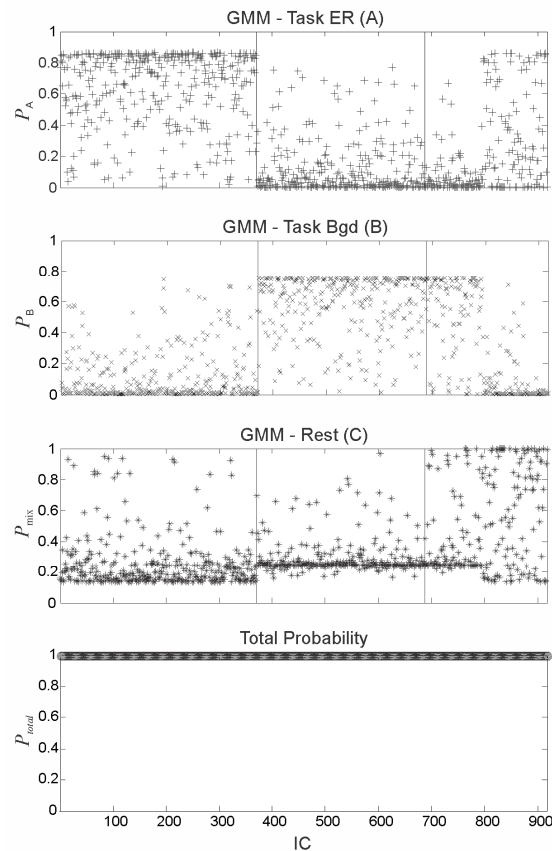 GMM - Task ER (A)
1
0.8
0.6
0.4
0.2
0
P_A
GMM - Task Bgd (B)
1
0.8
0.6
0.4
0.2
0
P_B
GMM - Rest (C)
1
0.8
0.6
0.4
0.2
0
P_mix
Total Probability
1
0.8
0.6
0.4
0.2
0
P_total
100 200 300 400 500 600 700 800 900
IC